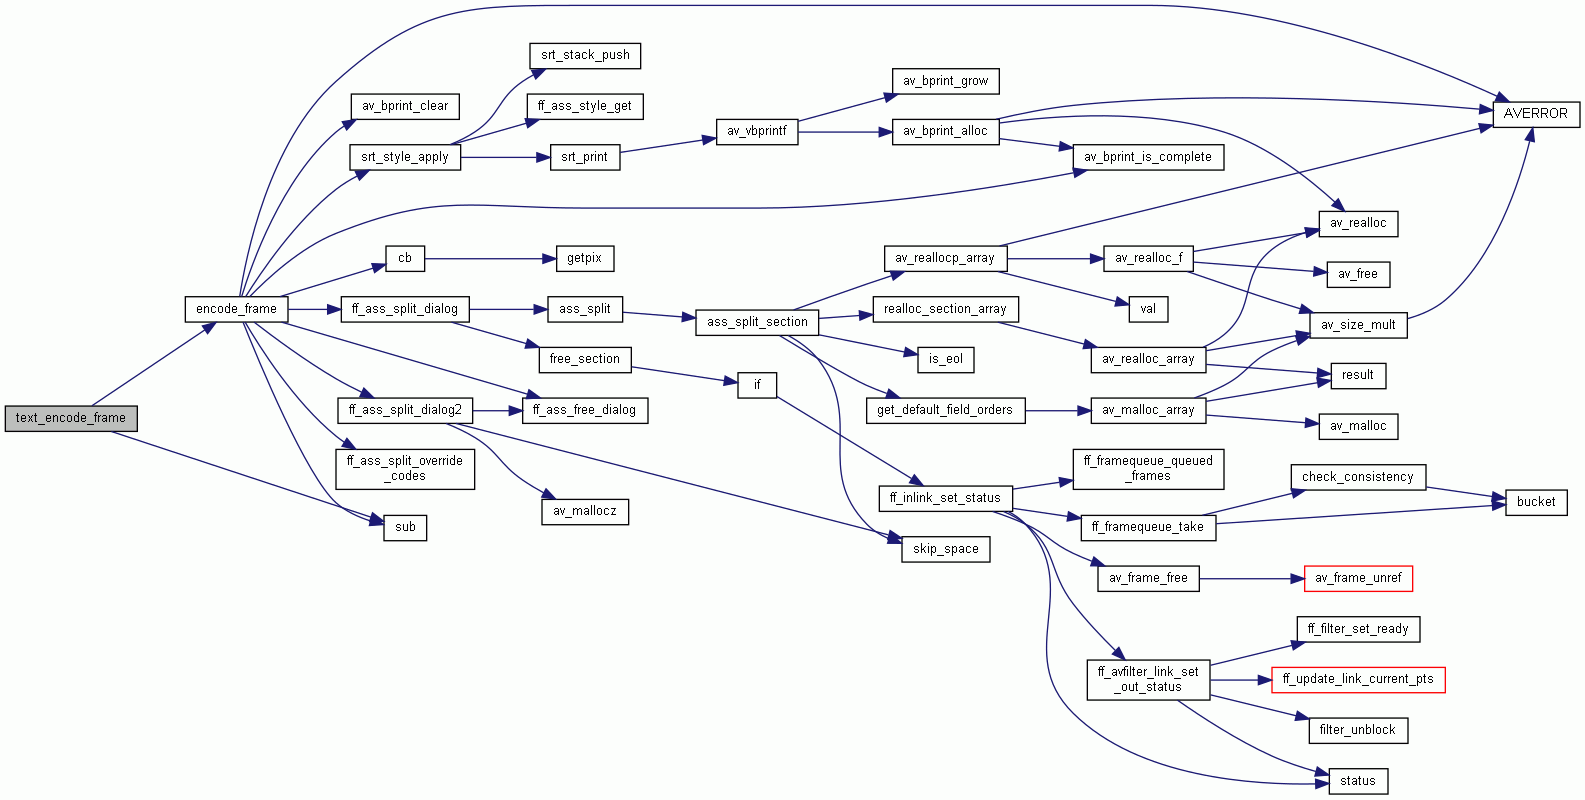 srt_stack_push
av_bprint_grow
av_bprint_clear
ff_ass_style_get
AVERROR
av_vbprintf
av_bprint_alloc
srt_style_apply
srt_print
av_bprint_is_complete
av_realloc
cb
getpix
av_reallocp_array
av_realloc_f
av_free
encode_frame
ff_ass_split_dialog
ass_split
ass_split_section
realloc_section_array
val
av_size_mult
free_section
is_eol
av_realloc_array
result
if
text_encode_frame
ff_ass_split_dialog2
ff_ass_free_dialog
get_default_field_orders
av_malloc_array
av_malloc
ff_ass_split_override
_codes
ff_framequeue_queued
_frames
check_consistency
ff_inlink_set_status
bucket
av_mallocz
sub
ff_framequeue_take
skip_space
av_frame_free
av_frame_unref
ff_filter_set_ready
ff_avfilter_link_set
_out_status
ff_update_link_current_pts
filter_unblock
status